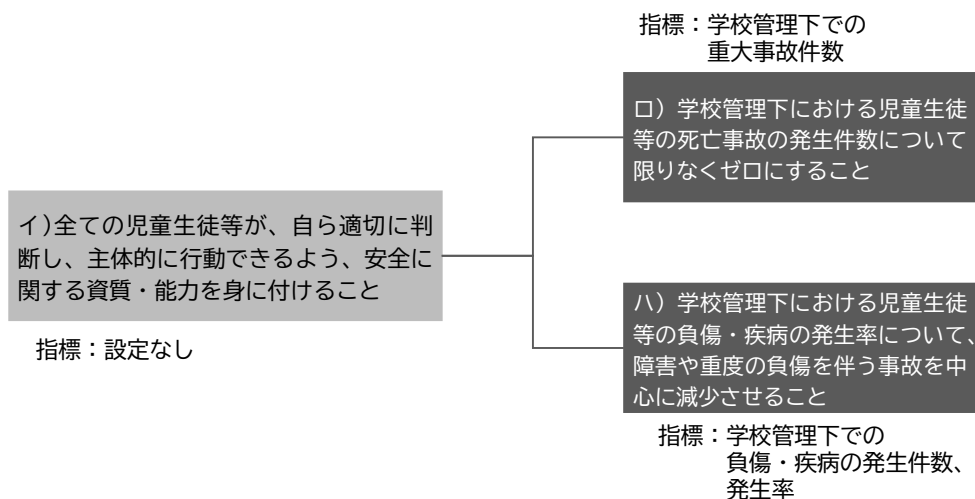 指標：学校管理下での
重大事故件数
ロ）学校管理下における児童生徒
等の死亡事故の発生件数について
限りなくゼロにすること
イ）全ての児童生徒等が、自ら適切に判
断し、主体的に行動できるよう、安全に
関する資質・能力を身に付けること
指標：設定なし
ハ）学校管理下における児童生徒
等の負傷・疾病の発生率について、
障害や重度の負傷を伴う事故を中
心に減少させること
指標：学校管理下での
負傷・疾病の発生件数、
発生率